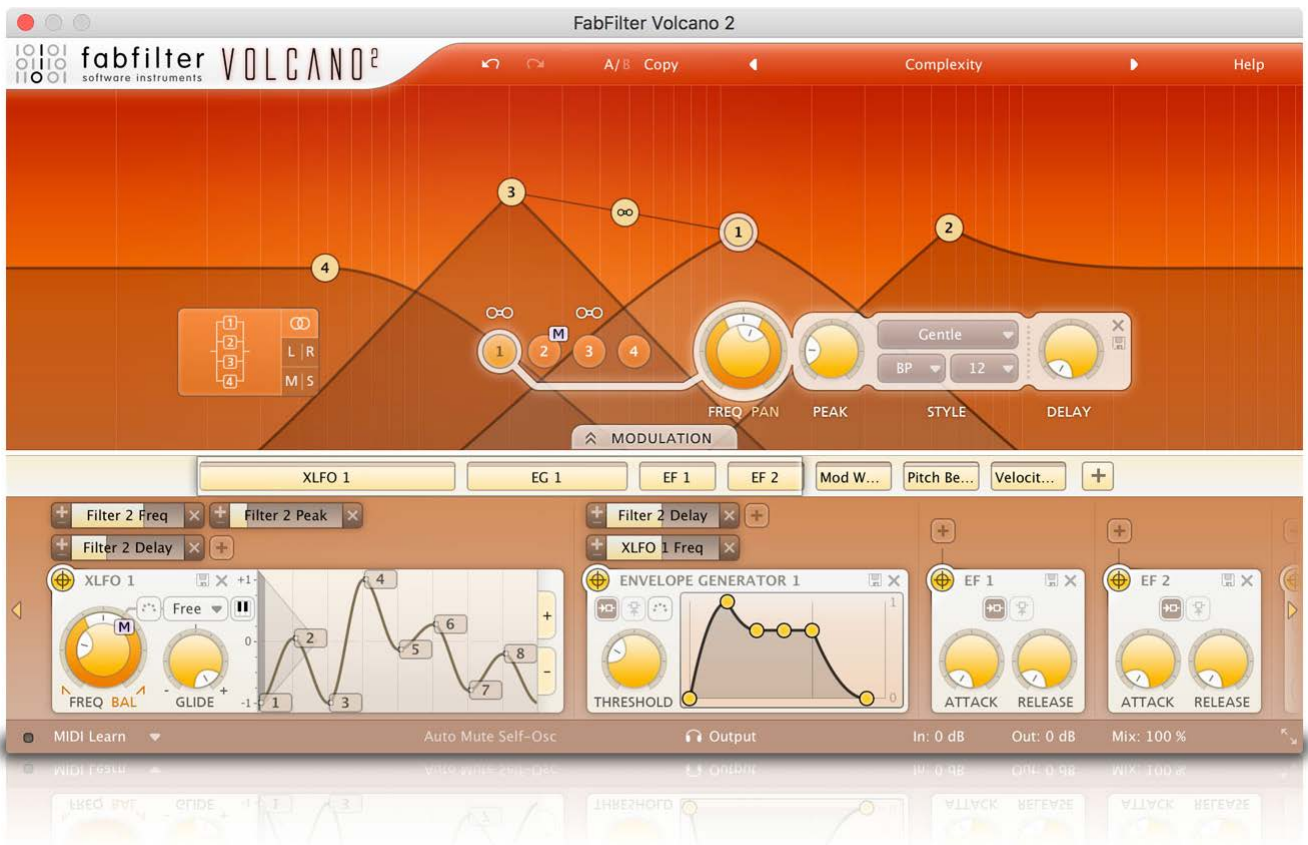 FabFilter Volcano 2
fabfilter
software instruments
VOLCANO²
A/B Copy
Complexity
Help
3
1
2
4
1
2
3
4
L R
M S
M
1
2
3
4
Gentle
BP
12
FREQ PAN
PEAK
STYLE
DELAY
MODULATION
XLFO 1
EG 1
EF 1
EF 2
Mod W...
Pitch Be...
Velocit...
+
Filter 2 Freq
Filter 2 Peak
Filter 2 Delay
Filter 2 Delay
XLFO 1 Freq
XLFO 1
+1
0
-1
Free
M
FREQ BAL
- +
GLIDE
1
2
3
4
5
6
7
8
+
-
ENVELOPE GENERATOR 1
1
0
THRESHOLD
EF 1
ATTACK
RELEASE
EF 2
ATTACK
RELEASE
MIDI Learn
Auto Mute Self-Osc
Output
In: 0 dB
Out: 0 dB
Mix: 100 %